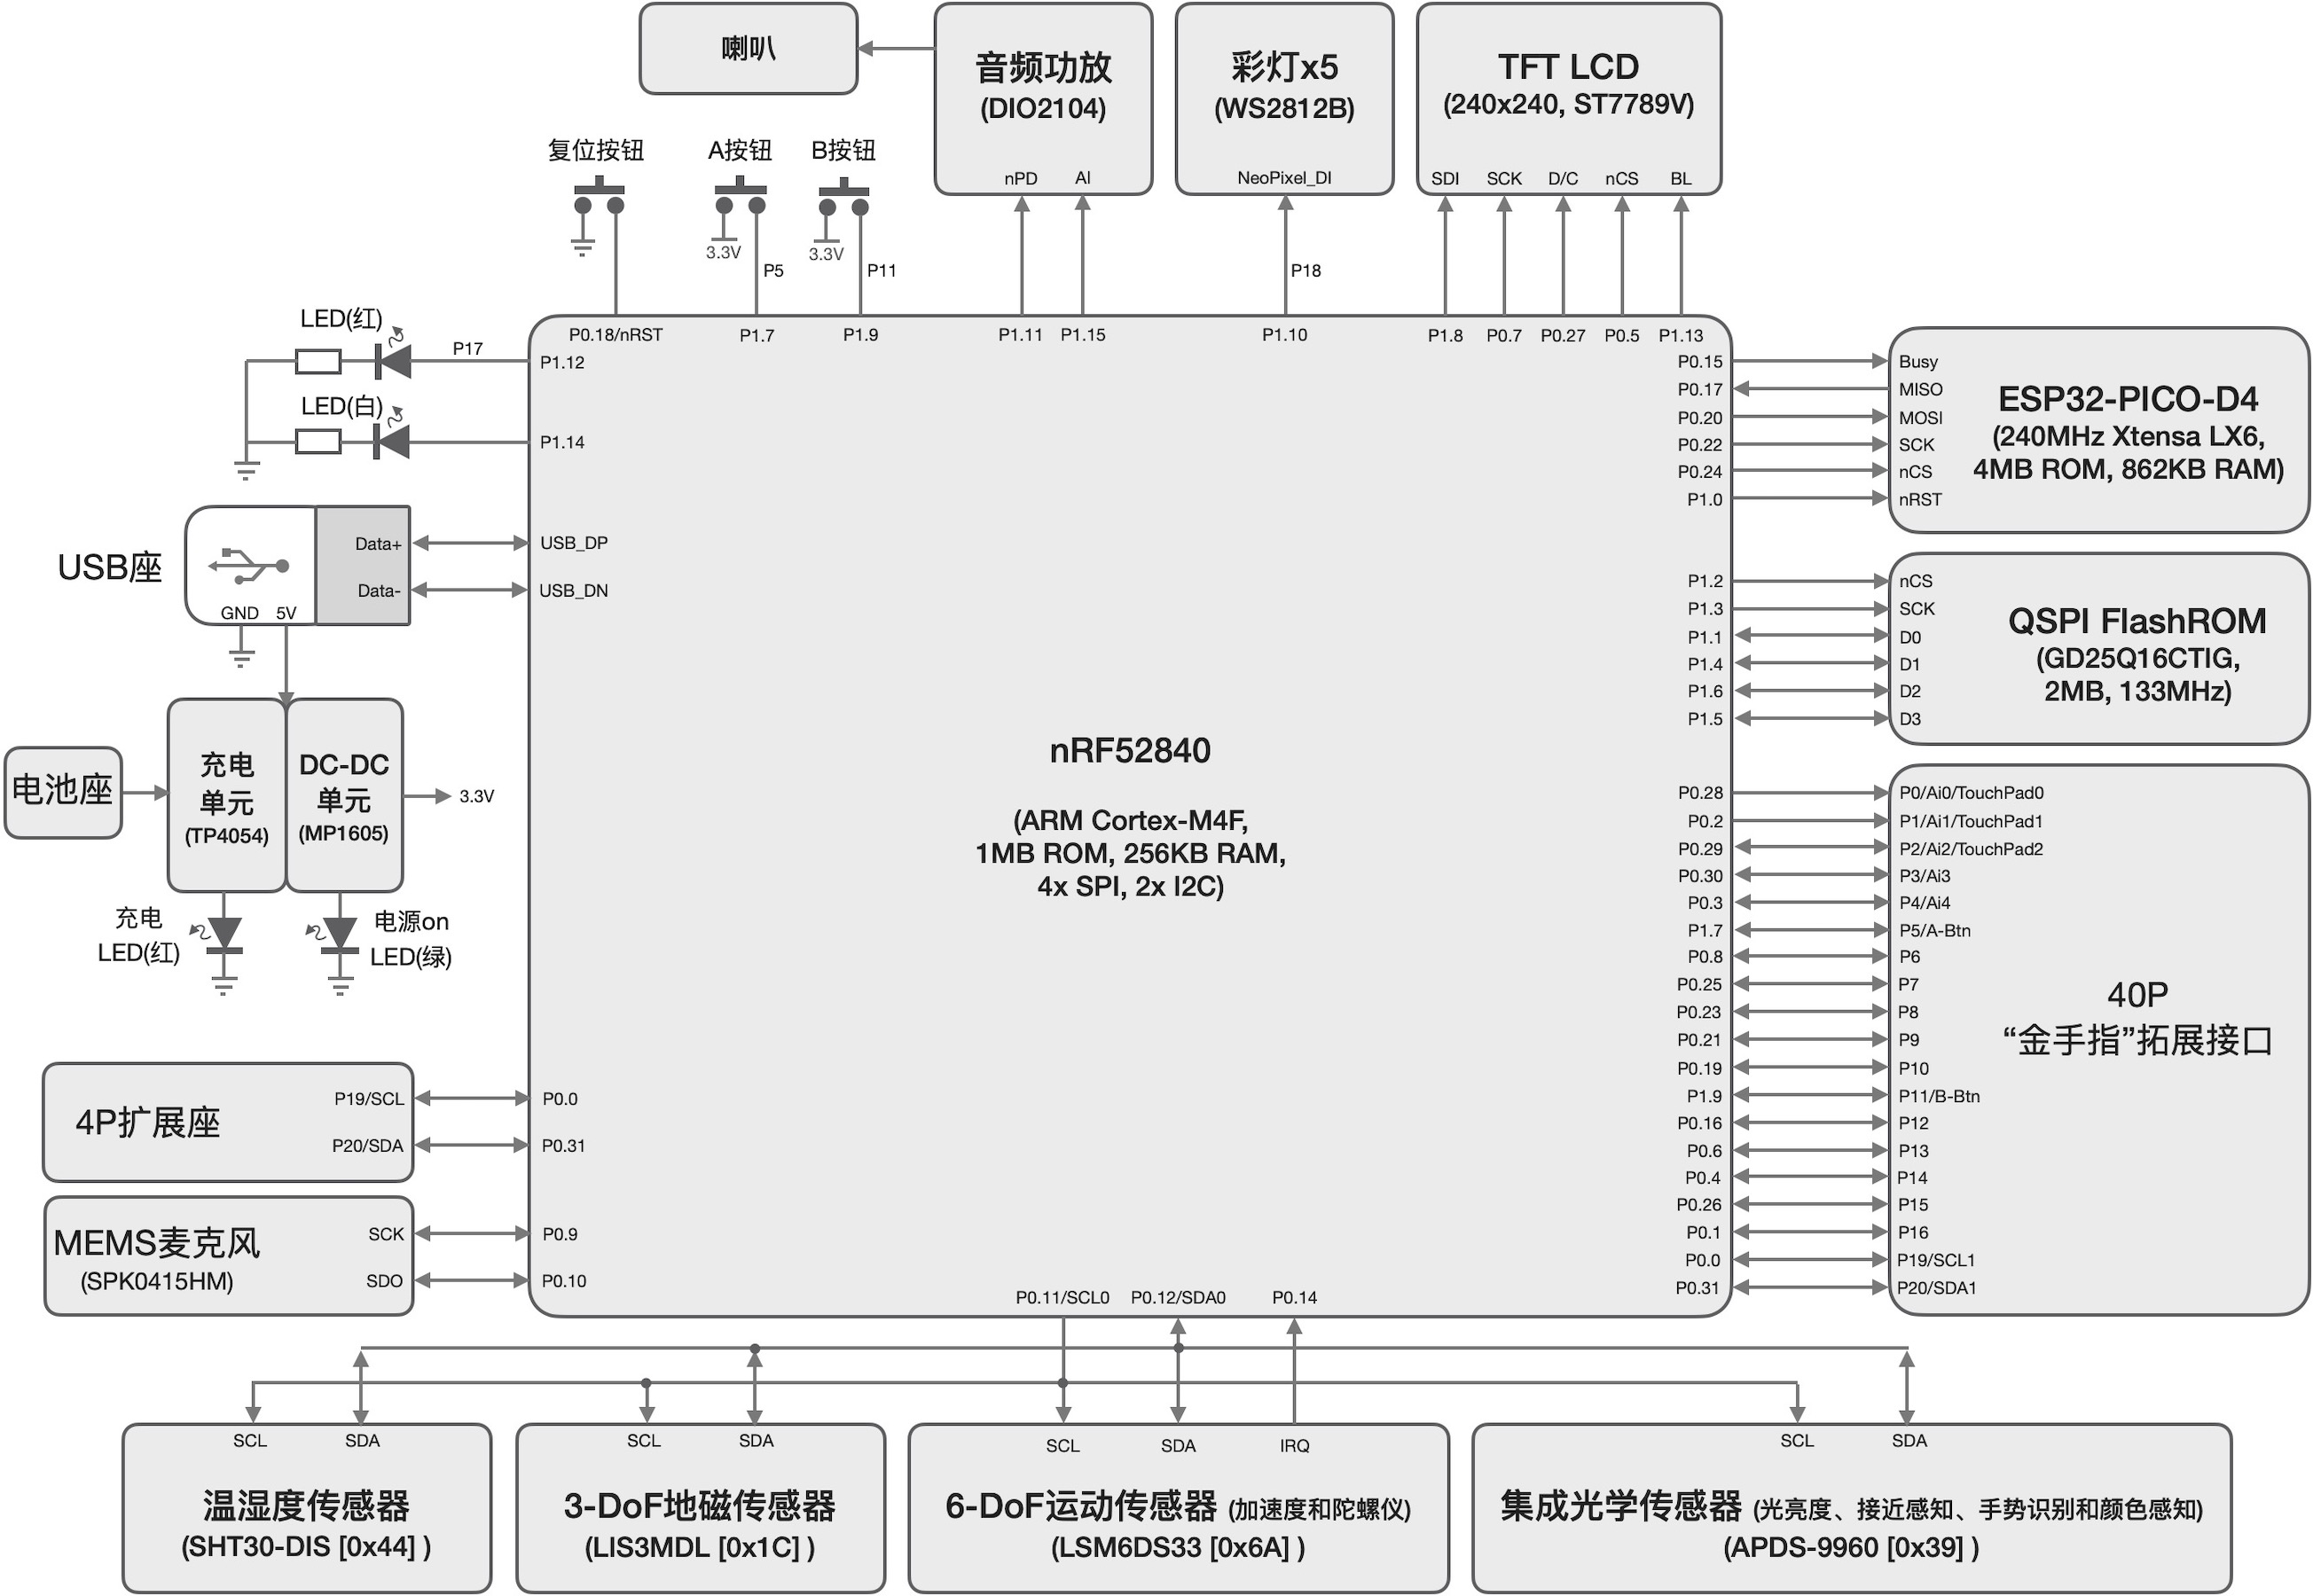 喇叭
音频功放
(DIO2104)
nPD
AI
彩灯x5
(WS2812B)
NeoPixel_DI
TFT LCD
(240x240, ST7789V)
SDI
SCK
D/C
nCS
BL
复位按钮
A按钮
B按钮
3.3V
3.3V
P5
P11
P18
P0.18/nRST
P1.7
P1.9
P1.11
P1.15
P1.10
P1.8
P0.7
P0.27
P0.5
P1.13
LED(红)
P17
P1.12
LED(白)
P1.14
USB座
GND
5V
Data+
USB_DP
Data-
USB_DN
电池座
充电
单元
(TP4054)
DC-DC
单元
(MP1605)
3.3V
充电
LED(红)
电源on
LED(绿)
4P扩展座
P19/SCL
P0.0
P20/SDA
P0.31
MEMS麦克风
(SPK0415HM)
SCK
P0.9
SDO
P0.10
nRF52840
(ARM Cortex-M4F,
1MB ROM, 256KB RAM,
4x SPI, 2x I2C)
P0.15
Busy
P0.17
MISO
P0.20
MOSI
P0.22
SCK
P0.24
nCS
P1.0
nRST
ESP32-PICO-D4
(240MHz Xtensa LX6,
4MB ROM, 862KB RAM)
P1.2
nCS
P1.3
SCK
P1.1
D0
P1.4
D1
P1.6
D2
P1.5
D3
QSPI FlashROM
(GD25Q16CTIG,
2MB, 133MHz)
P0.28
P0/Ai0/TouchPad0
P0.2
P1/Ai1/TouchPad1
P0.29
P2/Ai2/TouchPad2
P0.30
P3/Ai3
P0.3
P4/Ai4
P1.7
P5/A-Btn
P0.8
P6
P0.25
P7
P0.23
P8
P0.21
P9
P0.19
P10
P1.9
P11/B-Btn
P0.16
P12
P0.6
P13
P0.4
P14
P0.26
P15
P0.1
P16
P0.0
P19/SCL1
P0.31
P20/SDA1
40P
“金手指”拓展接口
P0.11/SCL0
P0.12/SDA0
P0.14
SCL
SDA
温湿度传感器
(SHT30-DIS [0x44] )
SCL
SDA
3-DoF地磁传感器
(LIS3MDL [0x1C] )
SCL
SDA
IRQ
6-DoF运动传感器 (加速度和陀螺仪)
(LSM6DS33 [0x6A] )
SCL
SDA
集成光学传感器 (光亮度、接近感知、手势识别和颜色感知)
(APDS-9960 [0x39] )